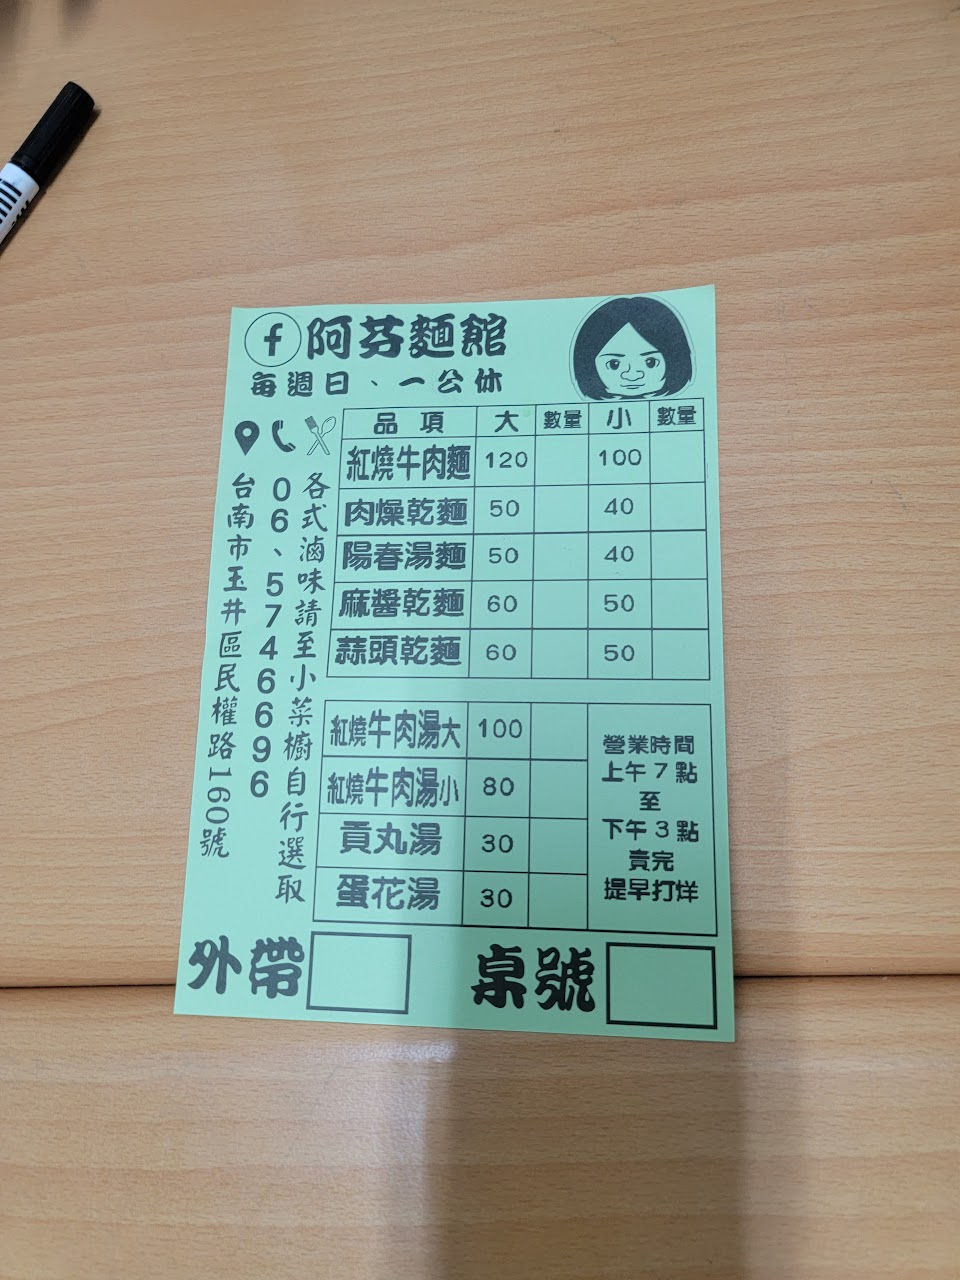 f 阿芬麵館
每週日、一公休
品項 大 數量 小 數量
紅燒牛肉麵 120 100
肉燥乾麵 50 40
陽春湯麵 50 40
麻醬乾麵 60 50
蒜頭乾麵 60 50
紅燒牛肉湯大 100
紅燒牛肉湯小 80
貢丸湯 30
蛋花湯 30
營業時間
上午7點
至
下午3點
賣完
提早打烊
各式滷味請至小菜櫥自行選取
06、5746696
台南市玉井區民權路160號
外帶
桌號